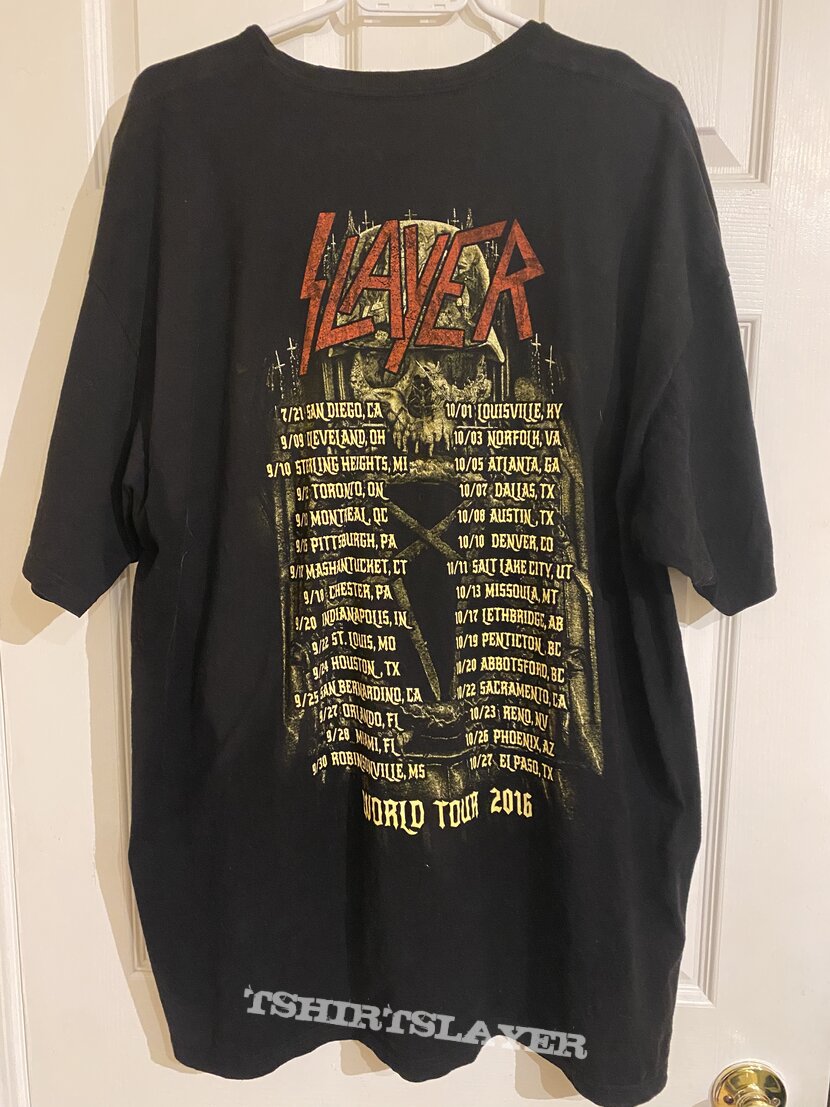 SLAYER
7/21 SAN DIEGO, CA
9/09 CLEVELAND, OH
9/10 STERLING HEIGHTS, MI
TORONTO, ON
MONTREAL, QC
PITTSBURGH, PA
MASHANTUCKET, CT
CHESTER, PA
9/20 INDIANAPOLIS, IN
9/22 ST. LOUIS, MO
9/24 HOUSTON, TX
9/25 SAN BERNARDINO, CA
9/27 ORLANDO, FL
9/28 MIAMI, FL
9/30 ROBINSONVILLE, MS
10/01 LOUISVILLE, KY
10/03 NORFOLK, VA
10/05 ATLANTA, GA
10/07 DALLAS, TX
10/08 AUSTIN, TX
10/10 DENVER, CO
10/11 SALT LAKE CITY, UT
10/13 MISSOULA, MT
10/17 LETHBRIDGE, AB
10/19 PENTICTON, BC
10/20 ABBOTSFORD, BC
10/22 SACRAMENTO, CA
10/23 RENO, NV
10/26 PHOENIX, AZ
10/27 EL PASO, TX
WORLD TOUR 2016
TSHIRTSLAYER